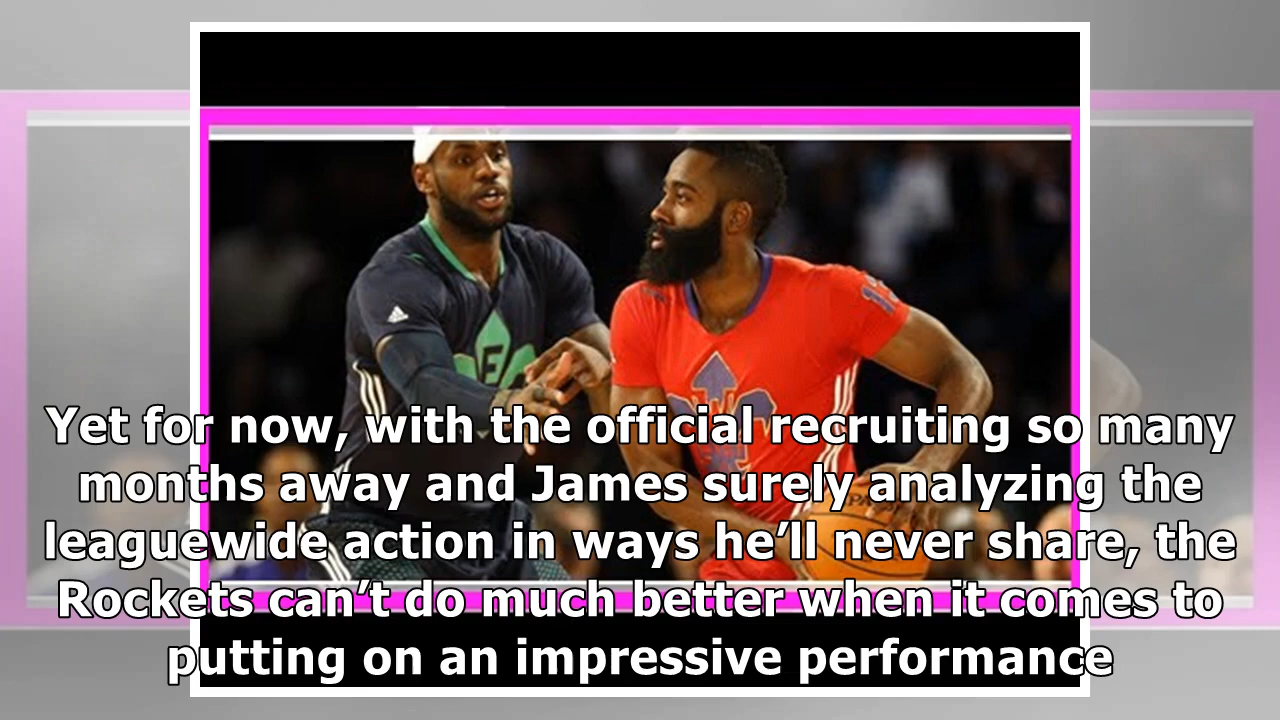 Yet for now, with the official recruiting so many
months away and James surely analyzing the
leaguewide action in ways he’ll never share, the
Rockets can’t do much better when it comes to
putting on an impressive performance